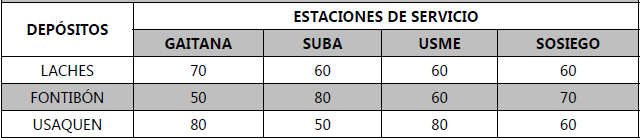 DEPÓSITOS ESTACIONES DE SERVICIO
GAITANA SUBA USME SOSIEGO
LACHES 70 60 60 60
FONTIBÓN 50 80 60 70
USAQUEN 80 50 80 60